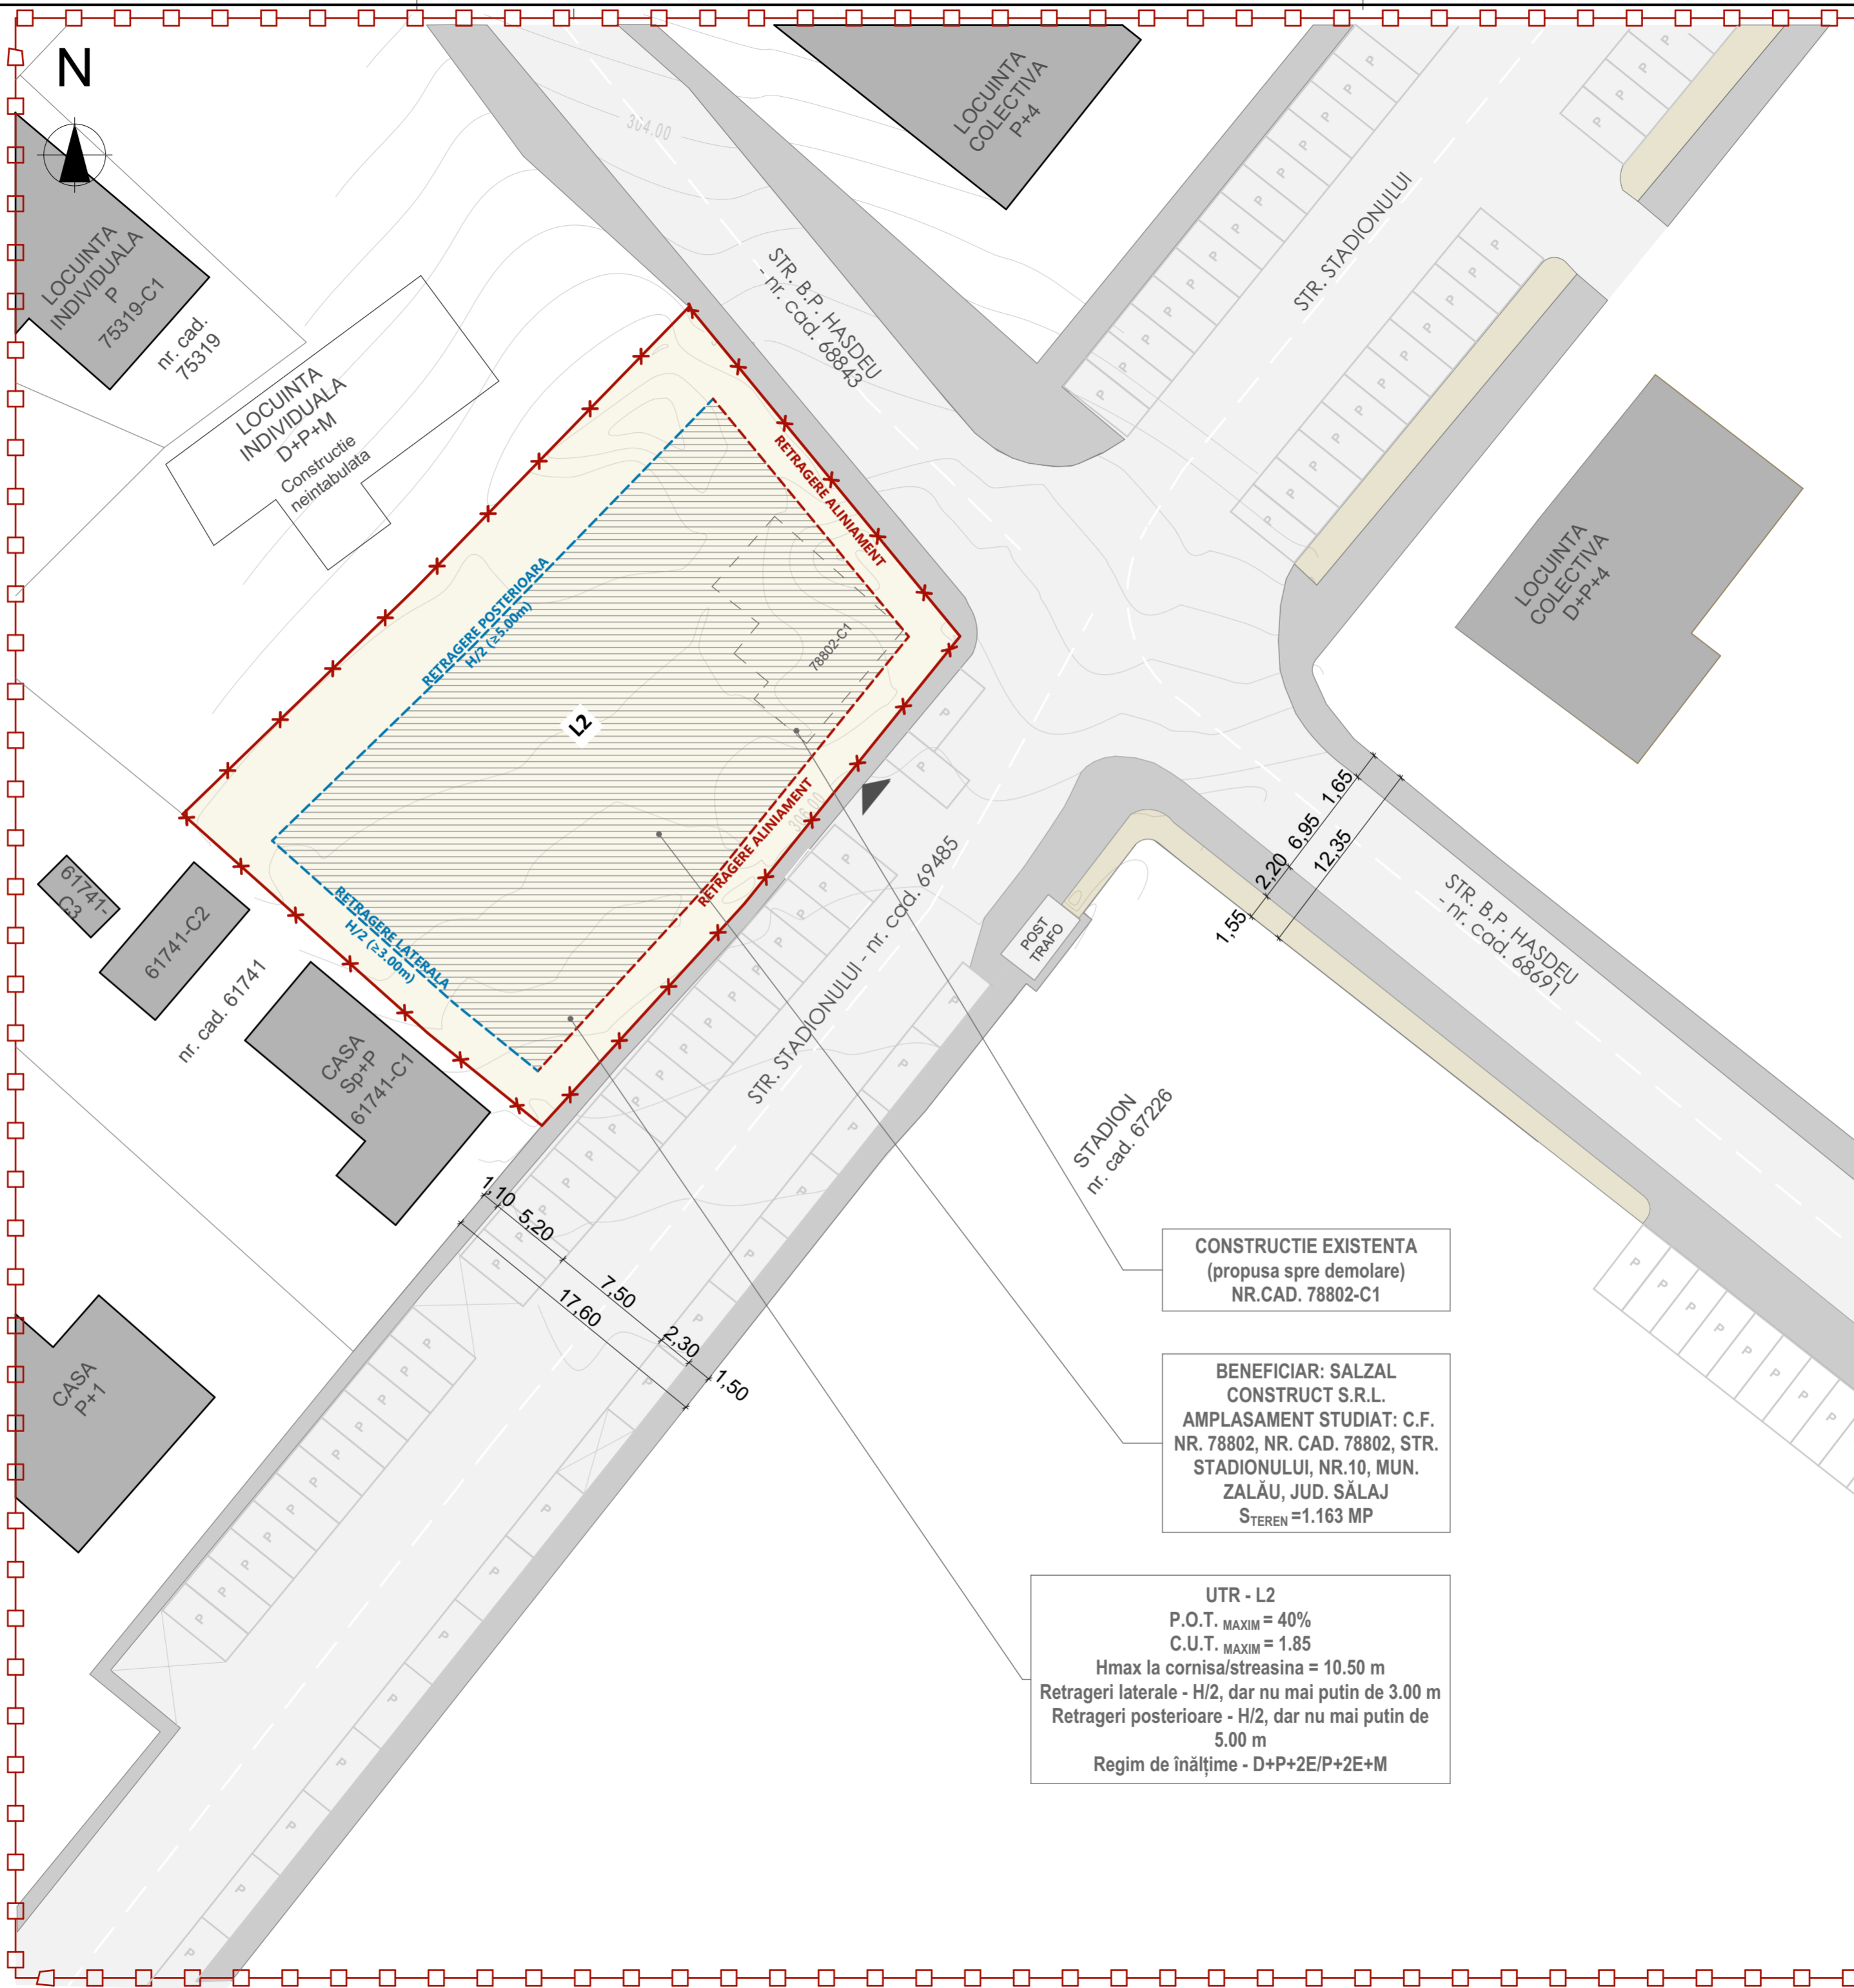 N
304.00
LOCUINTA
COLECTIVA
P+4
STR. STADIONULUI
LOCUINTA
INDIVIDUALA
P
75319-C1
nr. cad.
75319
STR. B.P. HASDEU
- nr. cad. 68843
LOCUINTA
INDIVIDUALA
D+P+M
Constructie
neintabulata
RETRAGERE ALINIAMENT
LOCUINTA
COLECTIVA
D+P+4
RETRAGERE POSTERIOARA
H/2 (≥5.00m)
78802-C1
L2
RETRAGERE ALINIAMENT
1,65
6,95
2,20
1,55
12,35
61741-
C3
61741-C2
nr. cad. 61741
RETRAGERE LATERALA
H/2 (≥3.00m)
STR. STADIONULUI - nr. cad. 69485
POST
TRAFO
STR. B.P. HASDEU
- nr. cad. 68691
CASA
Sp+P
61741-C1
STADION
nr. cad. 67226
1,10
5,20
7,50
2,30
1,50
17,60
CASA
P+1
CONSTRUCTIE EXISTENTA
(propusa spre demolare)
NR.CAD. 78802-C1
BENEFICIAR: SALZAL
CONSTRUCT S.R.L.
AMPLASAMENT STUDIAT: C.F.
NR. 78802, NR. CAD. 78802, STR.
STADIONULUI, NR.10, MUN.
ZALĂU, JUD. SĂLAJ
STEREN =1.163 MP
UTR - L2
P.O.T. MAXIM = 40%
C.U.T. MAXIM = 1.85
Hmax la cornisa/streasina = 10.50 m
Retrageri laterale - H/2, dar nu mai putin de 3.00 m
Retrageri posterioare - H/2, dar nu mai putin de
5.00 m
Regim de înălțime - D+P+2E/P+2E+M